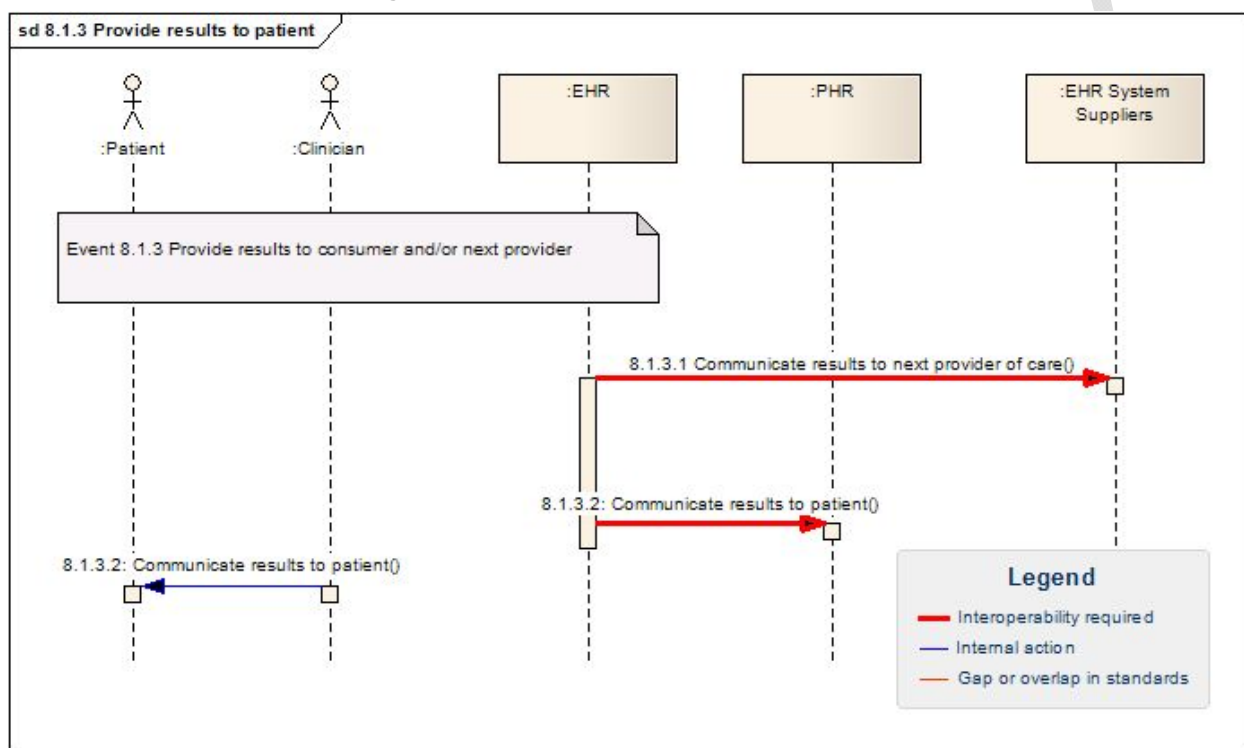 sd 8.1.3 Provide results to patient
:Patient
:Clinician
:EHR
:PHR
:EHR System
Suppliers
Event 8.1.3 Provide results to consumer and/or next provider
8.1.3.1 Communicate results to next provider of care()
8.1.3.2: Communicate results to patient()
8.1.3.2: Communicate results to patient()
Legend
Interoperability required
Internal action
Gap or overlap in standards